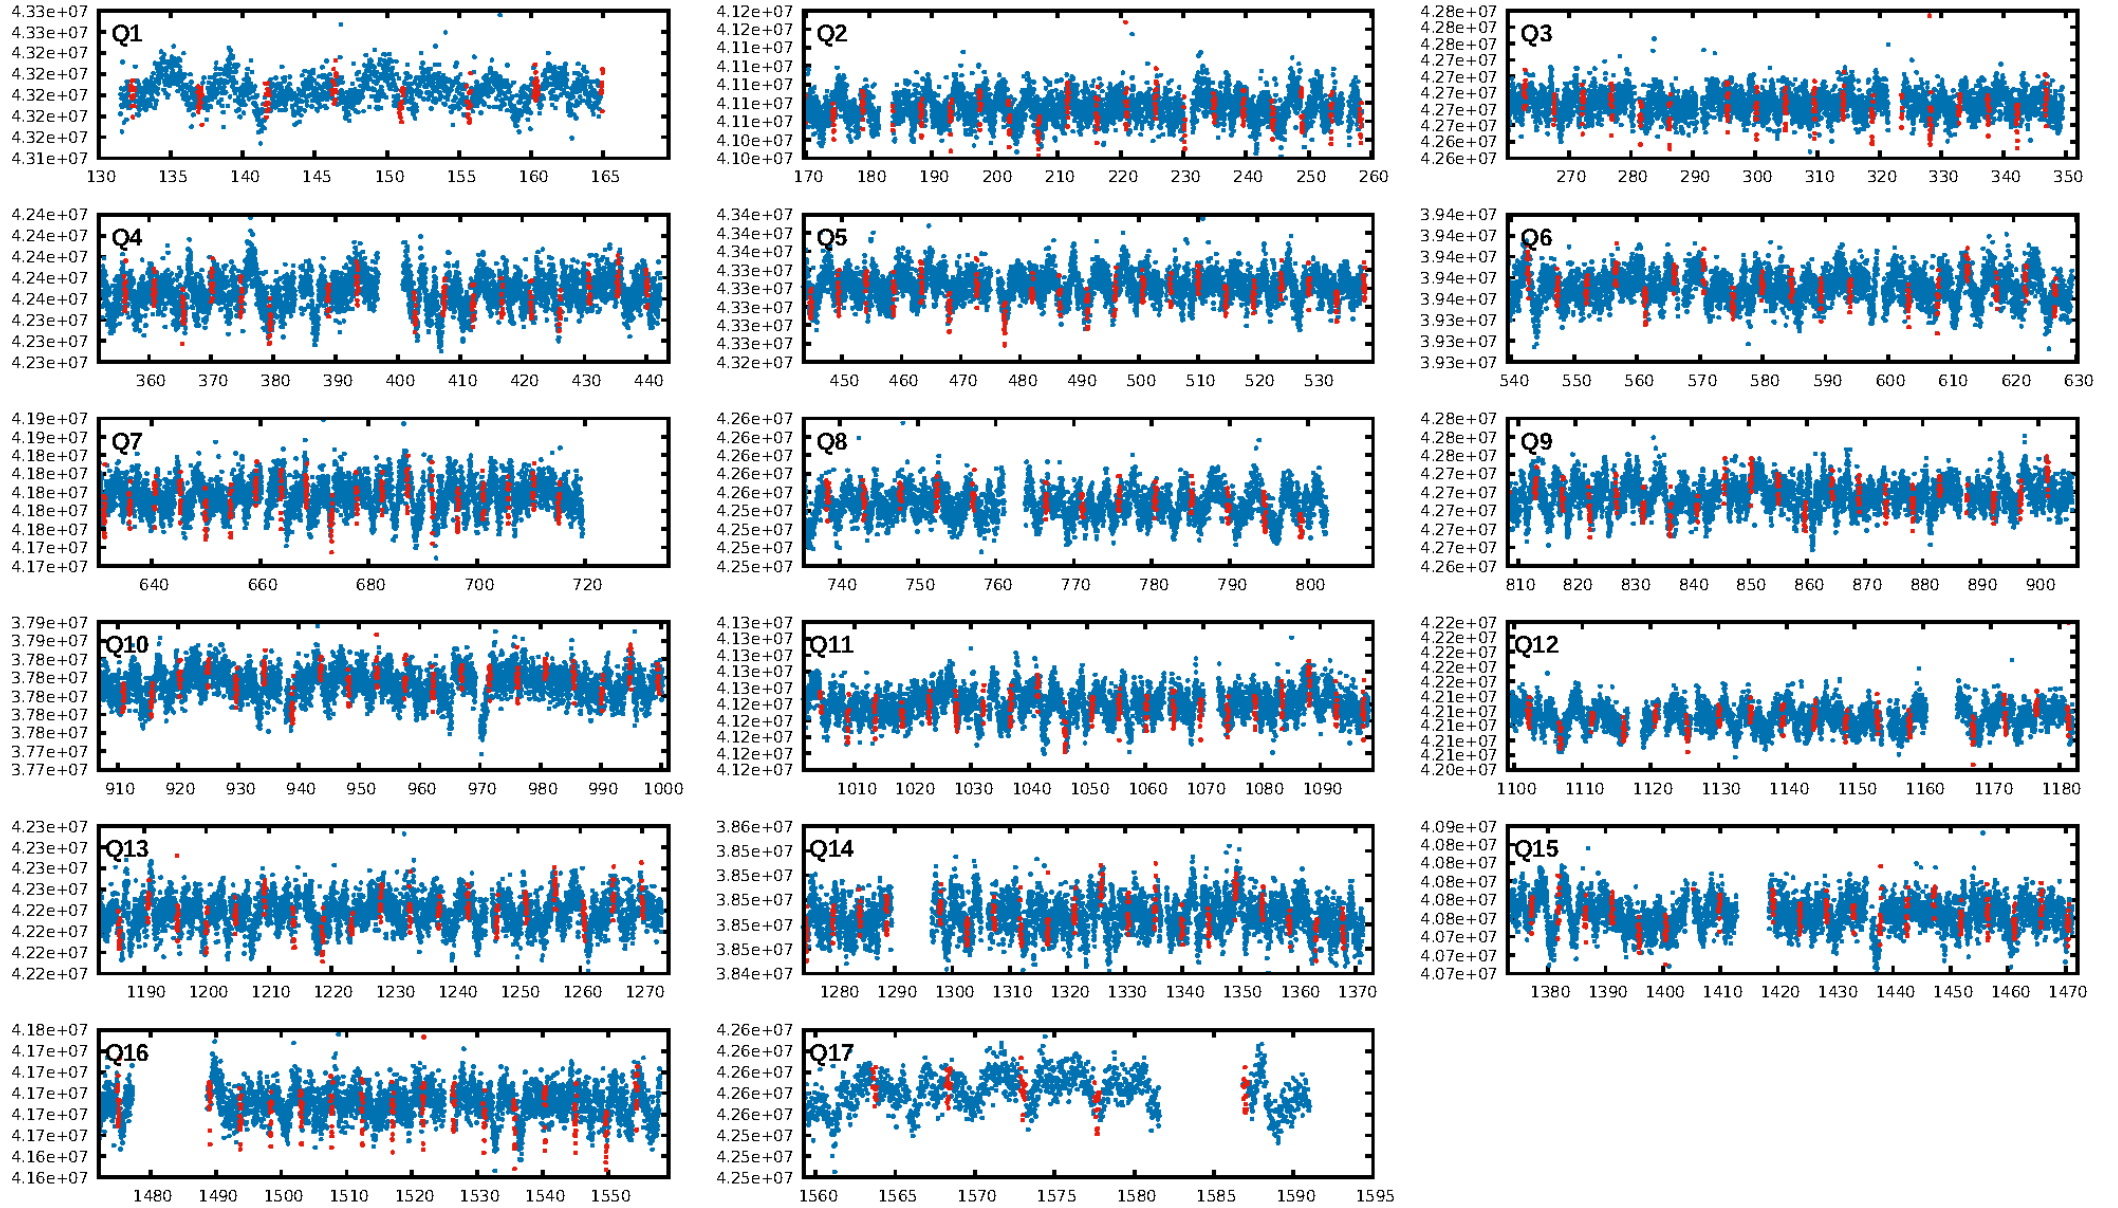 4.33e+07 4.33e+07 4.32e+07 4.32e+07 4.32e+07 4.32e+07 4.32e+07 4.31e+07
Q1
130 135 140 145 150 155 160 165
4.12e+07 4.11e+07 4.11e+07 4.11e+07 4.11e+07 4.11e+07 4.10e+07 4.10e+07
Q2
170 180 190 200 210 220 230 240 250 260
4.28e+07 4.28e+07 4.28e+07 4.27e+07 4.27e+07 4.27e+07 4.27e+07 4.27e+07 4.26e+07 4.26e+07
Q3
270 280 290 300 310 320 330 340 350
4.24e+07 4.24e+07 4.24e+07 4.24e+07 4.24e+07 4.23e+07 4.23e+07 4.23e+07
Q4
360 370 380 390 400 410 420 430 440
4.34e+07 4.34e+07 4.34e+07 4.33e+07 4.33e+07 4.33e+07 4.33e+07 4.33e+07 4.32e+07
Q5
450 460 470 480 490 500 510 520 530
3.94e+07 3.94e+07 3.94e+07 3.94e+07 3.94e+07 3.93e+07 3.93e+07 3.93e+07
Q6
540 550 560 570 580 590 600 610 620 630
4.19e+07 4.19e+07 4.18e+07 4.18e+07 4.18e+07 4.18e+07 4.18e+07 4.17e+07 4.17e+07
Q7
640 660 680 700 720
4.26e+07 4.26e+07 4.26e+07 4.26e+07 4.26e+07 4.25e+07 4.25e+07 4.25e+07 4.25e+07
Q8
740 750 760 770 780 790 800
4.28e+07 4.28e+07 4.27e+07 4.27e+07 4.27e+07 4.27e+07 4.27e+07 4.26e+07
Q9
810 820 830 840 850 860 870 880 890 900
3.79e+07 3.79e+07 3.78e+07 3.78e+07 3.78e+07 3.78e+07 3.78e+07 3.77e+07 3.77e+07
Q10
910 920 930 940 950 960 970 980 990 1000
4.13e+07 4.13e+07 4.13e+07 4.13e+07 4.13e+07 4.12e+07 4.12e+07 4.12e+07 4.12e+07 4.12e+07
Q11
1010 1020 1030 1040 1050 1060 1070 1080 1090
4.22e+07 4.22e+07 4.22e+07 4.22e+07 4.22e+07 4.21e+07 4.21e+07 4.21e+07 4.21e+07 4.21e+07 4.20e+07
Q12
1100 1110 1120 1130 1140 1150 1160 1170 1180
4.23e+07 4.23e+07 4.23e+07 4.23e+07 4.22e+07 4.22e+07 4.22e+07 4.22e+07
Q13
1190 1200 1210 1220 1230 1240 1250 1260 1270
3.86e+07 3.85e+07 3.85e+07 3.85e+07 3.85e+07 3.85e+07 3.84e+07
Q14
1280 1290 1300 1310 1320 1330 1340 1350 1360 1370
4.09e+07 4.08e+07 4.08e+07 4.08e+07 4.08e+07 4.08e+07 4.07e+07 4.07e+07 4.07e+07
Q15
1380 1390 1400 1410 1420 1430 1440 1450 1460 1470
4.18e+07 4.17e+07 4.17e+07 4.17e+07 4.17e+07 4.17e+07 4.16e+07 4.16e+07
Q16
1480 1490 1500 1510 1520 1530 1540 1550
4.26e+07 4.26e+07 4.26e+07 4.26e+07 4.26e+07 4.25e+07 4.25e+07 4.25e+07
Q17
1560 1565 1570 1575 1580 1585 1590 1595